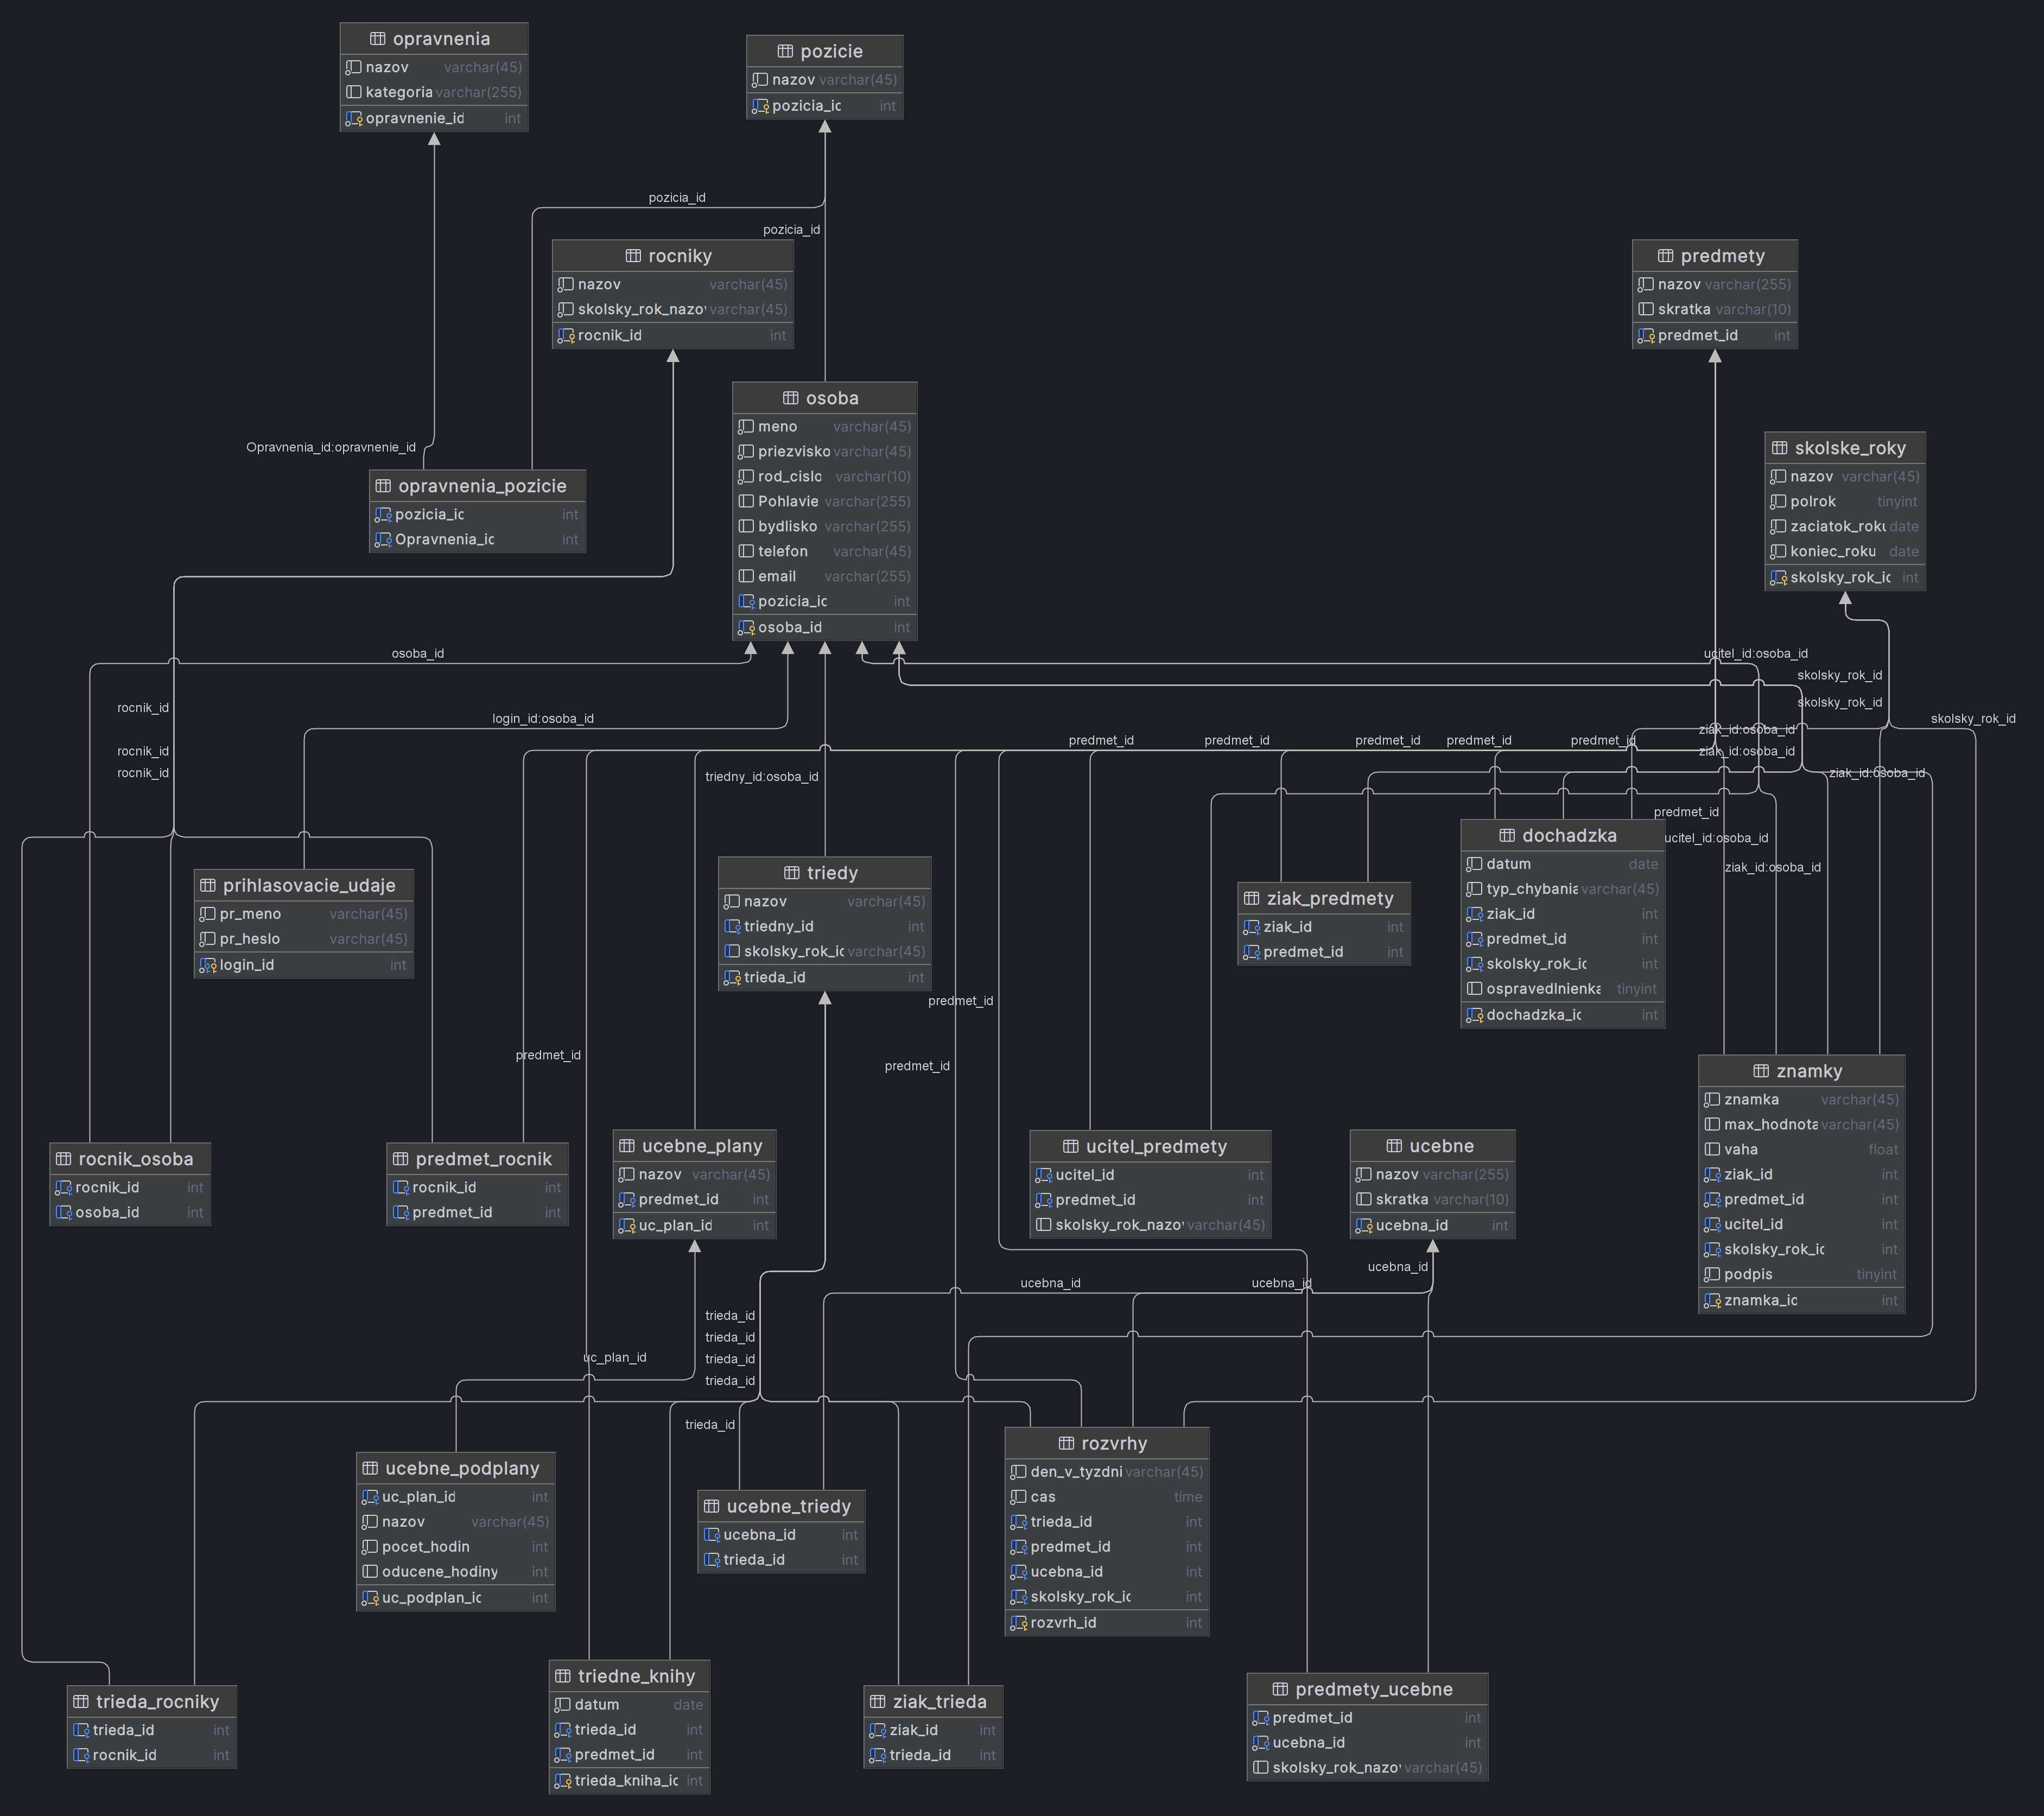 opravnenia
nazov varchar(45)
kategoria varchar(255)
opravnenie_id int
pozicie
nazov varchar(45)
pozicia_ic int
pozicia_id
pozicia_id
rocniky
nazov varchar(45)
skolsky_rok_nazo varchar(45)
rocnik_id int
predmety
nazov varchar(255)
skratka varchar(10)
predmet_id int
osoba
meno varchar(45)
priezvisko varchar(45)
rod_cislo varchar(10)
Pohlavie varchar(255)
bydlisko varchar(255)
telefon varchar(45)
email varchar(255)
pozicia_ic int
osoba_id int
skolske_roky
nazov varchar(45)
polrok tinyint
zaciatok_roku date
koniec_roku date
skolsky_rok_ic int
Opravnenia_id:opravnenie_id
opravnenia_pozicie
pozicia_ic int
Opravnenia_ic int
osoba_id
ucitel_id:osoba_id
skolsky_rok_id
rocnik_id
skolsky_rok_id
login_id:osoba_id
skolsky_rok_id
ziak_id:osoba_id
predmet_id
predmet_id
predmet_id
predmet_id
predmet_id
rocnik_id
ziak_id:osoba_id
rocnik_id
triedny_id:osoba_id
ziak_id:osoba_id
predmet_id
ucitel_id:osoba_id
ziak_id:osoba_id
prihlasovacie_udaje
pr_meno varchar(45)
pr_heslo varchar(45)
login_id int
triedy
nazov varchar(45)
triedny_id int
skolsky_rok_ic varchar(45)
trieda_id int
ziak_predmety
ziak_id int
predmet_id int
dochadzka
datum date
typ_chybania varchar(45)
ziak_id int
predmet_id int
skolsky_rok_ic int
ospravedlnienka tinyint
dochadzka_ic int
predmet_id
predmet_id
predmet_id
znamky
znamka varchar(45)
max_hodnota varchar(45)
vaha float
ziak_id int
predmet_id int
ucitel_id int
skolsky_rok_ic int
podpis tinyint
znamka_ic int
rocnik_osoba
rocnik_id int
osoba_id int
predmet_rocnik
rocnik_id int
predmet_id int
ucebne_plany
nazov varchar(45)
predmet_id int
uc_plan_id int
ucitel_predmety
ucitel_id int
predmet_id int
skolsky_rok_nazo varchar(45)
ucebne
nazov varchar(255)
skratka varchar(10)
ucebna_id int
ucebna_id
ucebna_id
ucebna_id
trieda_id
trieda_id
uc_plan_id
trieda_id
trieda_id
trieda_id
ucebne_podplany
uc_plan_id int
nazov varchar(45)
pocet_hodin int
oducene_hodiny int
uc_podplan_ic int
ucebne_triedy
ucebna_id int
trieda_id int
rozvrhy
den_v_tyzdni varchar(45)
cas time
trieda_id int
predmet_id int
ucebna_id int
skolsky_rok_ic int
rozvrh_id int
trieda_rocniky
trieda_id int
rocnik_id int
triedne_knihy
datum date
trieda_id int
predmet_id int
trieda_kniha_ic int
ziak_trieda
ziak_id int
trieda_id int
predmety_ucebne
predmet_id int
ucebna_id int
skolsky_rok_nazo varchar(45)